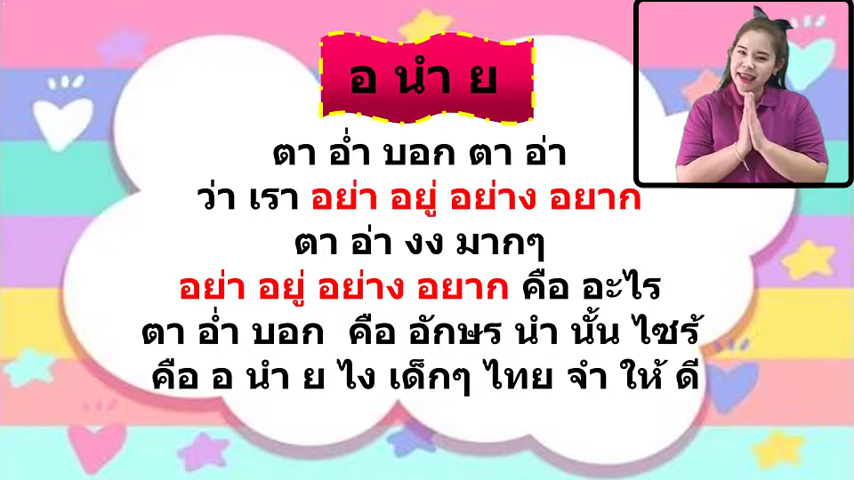 อ นำ ย
ตา อ่ำ บอก ตา อ่า
ว่า เรา อย่า อยู่ อย่าง อยาก
ตา อ่า งง มากๆ
อย่า อยู่ อย่าง อยาก คือ อะไร
ตา อ่ำ บอก คือ อักษร นำ นั้น ไซร้
คือ อ นำ ย ไง เด็กๆ ไทย จำ ให้ ดี